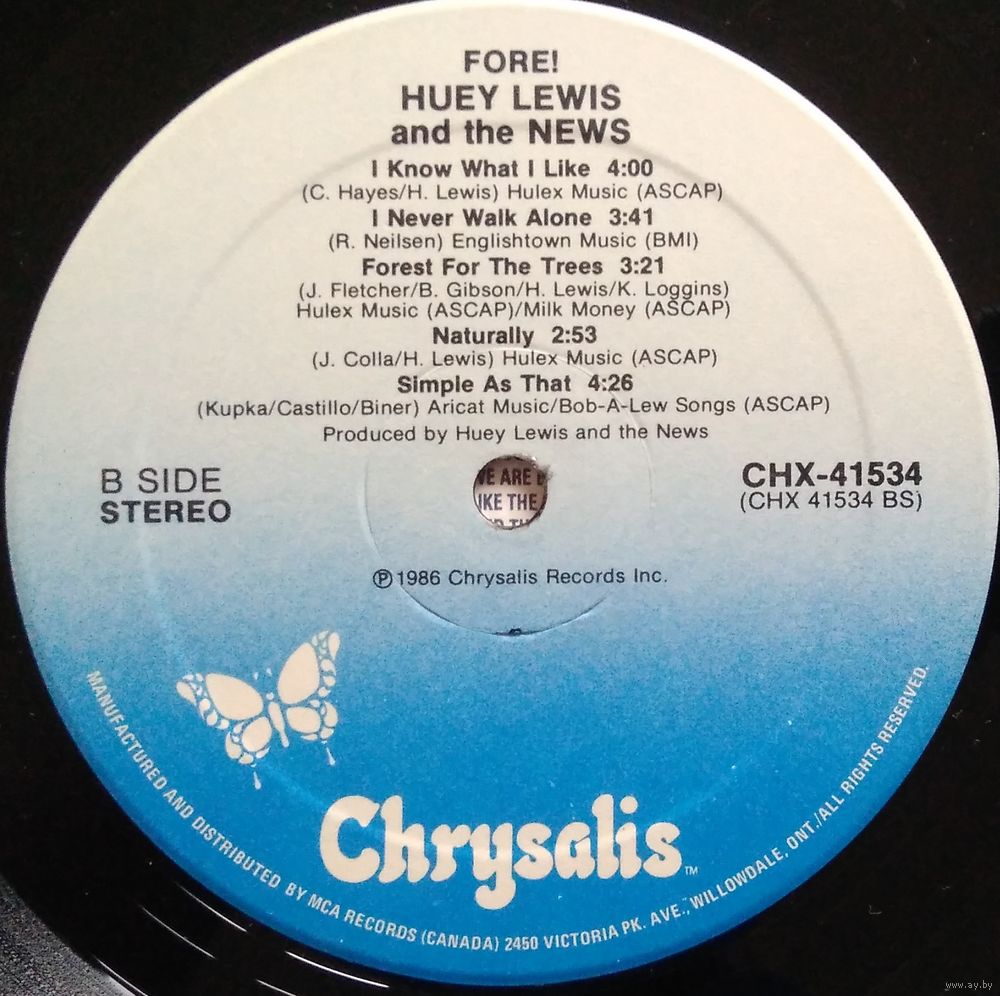 FORE!
HUEY LEWIS
and the NEWS
I Know What I Like 4:00
(C. Hayes/H. Lewis) Hulex Music (ASCAP)
I Never Walk Alone 3:41
(R. Neilsen) Englishtown Music (BMI)
Forest For The Trees 3:21
(J. Fletcher/B. Gibson/H. Lewis/K. Loggins)
Hulex Music (ASCAP)/Milk Money (ASCAP)
Naturally 2:53
(J. Colla/H. Lewis) Hulex Music (ASCAP)
Simple As That 4:26
(Kupka/Castillo/Biner) Aricat Music/Bob-A-Lew Songs (ASCAP)
Produced by Huey Lewis and the News
B SIDE
STEREO
ARE
THE
CHX-41534
(CHX 41534 BS)
℗1986 Chrysalis Records Inc.
Chrysalis™
MANUFACTURED AND DISTRIBUTED BY MCA RECORDS (CANADA) 2450 VICTORIA PK. AVE., WILLOWDALE, ONT./ALL RIGHTS RESERVED.
www.ay.by